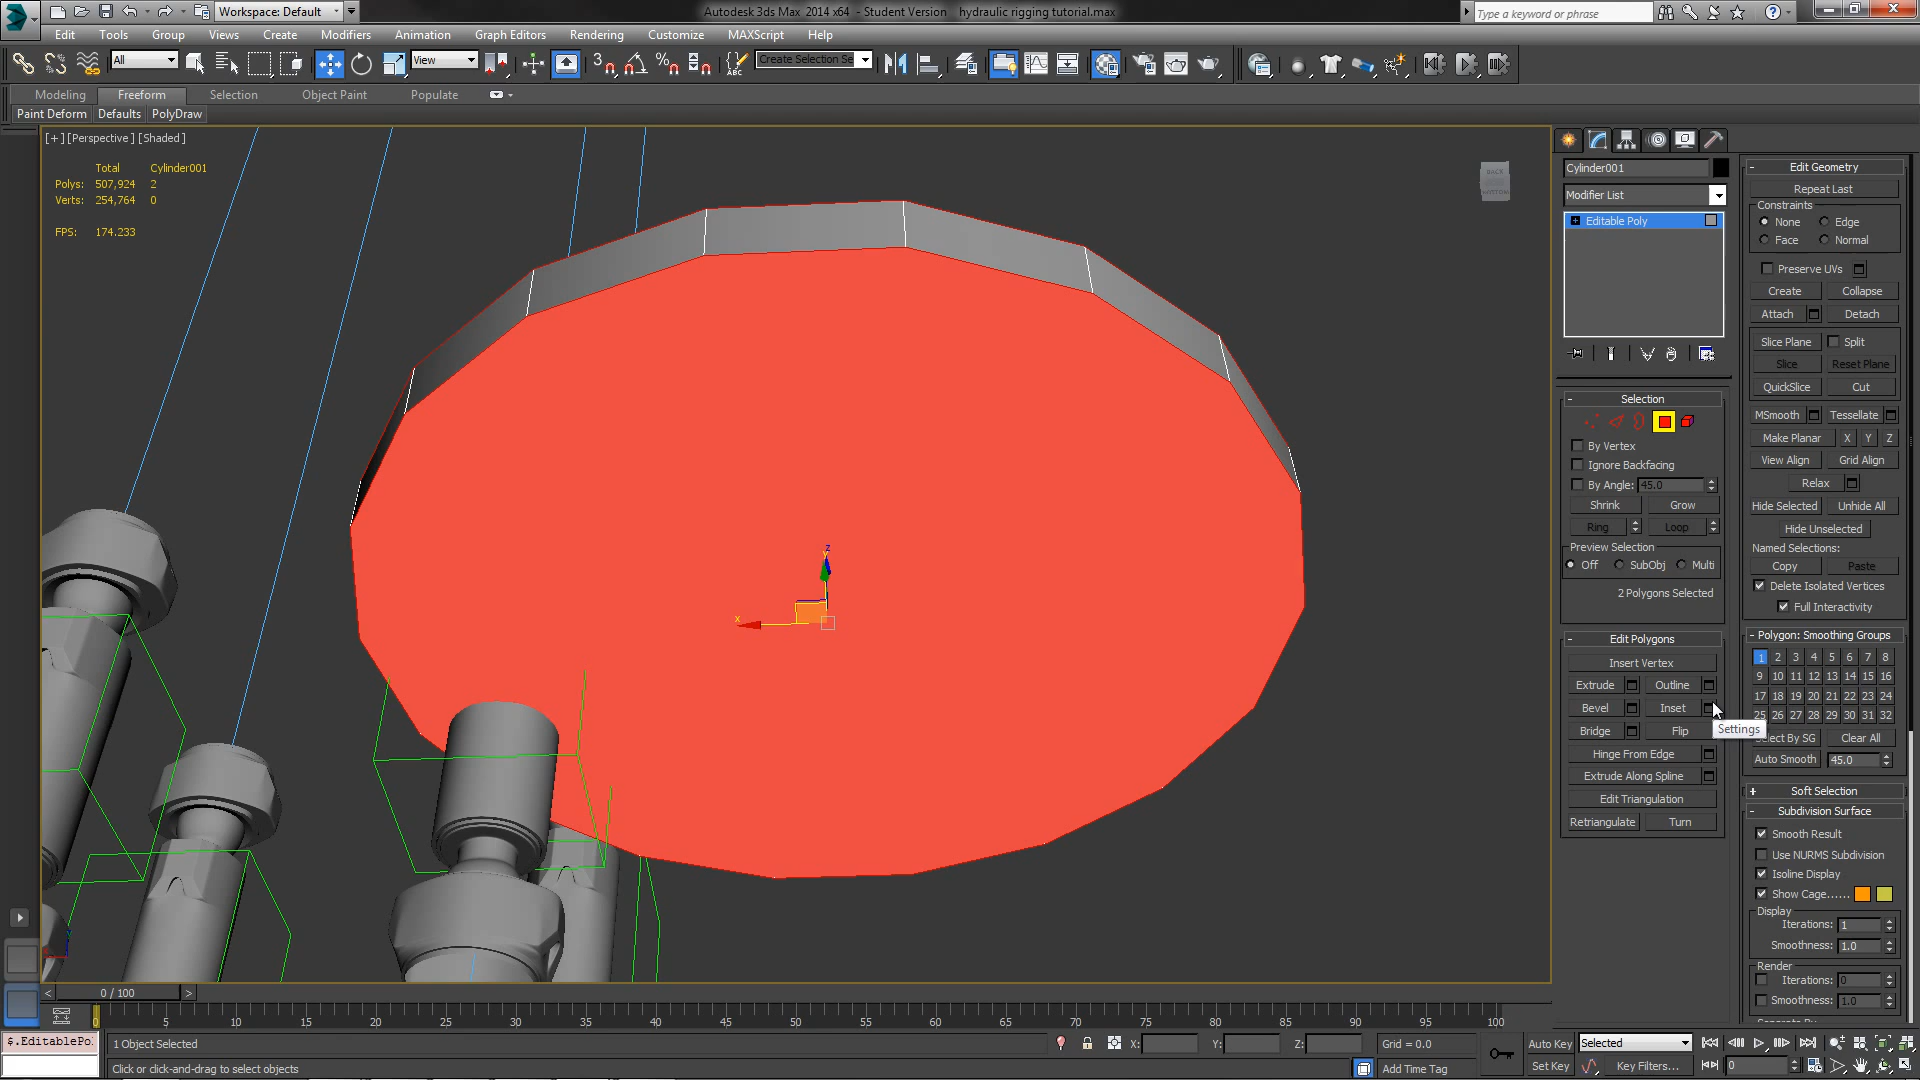 Workspace: Default
Autodesk 3ds Max 2014 x64 - Student Version hydraulic rigging tutorial.max
Type a keyword or phrase
Edit Tools Group Views Create Modifiers Animation Graph Editors Rendering Customize MAXScript Help
All
View
Create Selection Se
Modeling Freeform Selection Object Paint Populate
Paint Deform Defaults PolyDraw
[+][Perspective][Shaded]
Total Cylinder001
Polys: 507,924 2
Verts: 254,764 0
FPS: 174.233
BACK
BOTTOM
z
x
Cylinder001
Modifier List
Editable Poly
Selection
By Vertex
Ignore Backfacing
By Angle: 45.0
Shrink Grow
Ring Loop
Preview Selection
Off SubObj Multi
2 Polygons Selected
Edit Polygons
Insert Vertex
Extrude Outline
Bevel Inset
Bridge Flip
Settings
Hinge From Edge
Extrude Along Spline
Edit Triangulation
Retriangulate Turn
Edit Geometry
Repeat Last
Constraints
None Edge
Face Normal
Preserve UVs
Create Collapse
Attach Detach
Slice Plane Split
Slice Reset Plane
QuickSlice Cut
MSmooth Tessellate
Make Planar X Y Z
View Align Grid Align
Relax
Hide Selected Unhide All
Hide Unselected
Named Selections:
Copy Paste
Delete Isolated Vertices
Full Interactivity
Polygon: Smoothing Groups
1 2 3 4 5 6 7 8
9 10 11 12 13 14 15 16
17 18 19 20 21 22 23 24
25 26 27 28 29 30 31 32
Select By SG Clear All
Auto Smooth 45.0
Soft Selection
Subdivision Surface
Smooth Result
Use NURMS Subdivision
Isoline Display
Show Cage......
Display
Iterations: 1
Smoothness: 1.0
Render
Iterations: 0
Smoothness: 1.0
Separate By
< 0 / 100 >
0 5 10 15 20 25 30 35 40 45 50 55 60 65 70 75 80 85 90 95 100
$.EditablePo
1 Object Selected
X: Y: Z:
Grid = 0.0
Auto Key Selected
Click or click-and-drag to select objects
Add Time Tag
Set Key Key Filters...
0